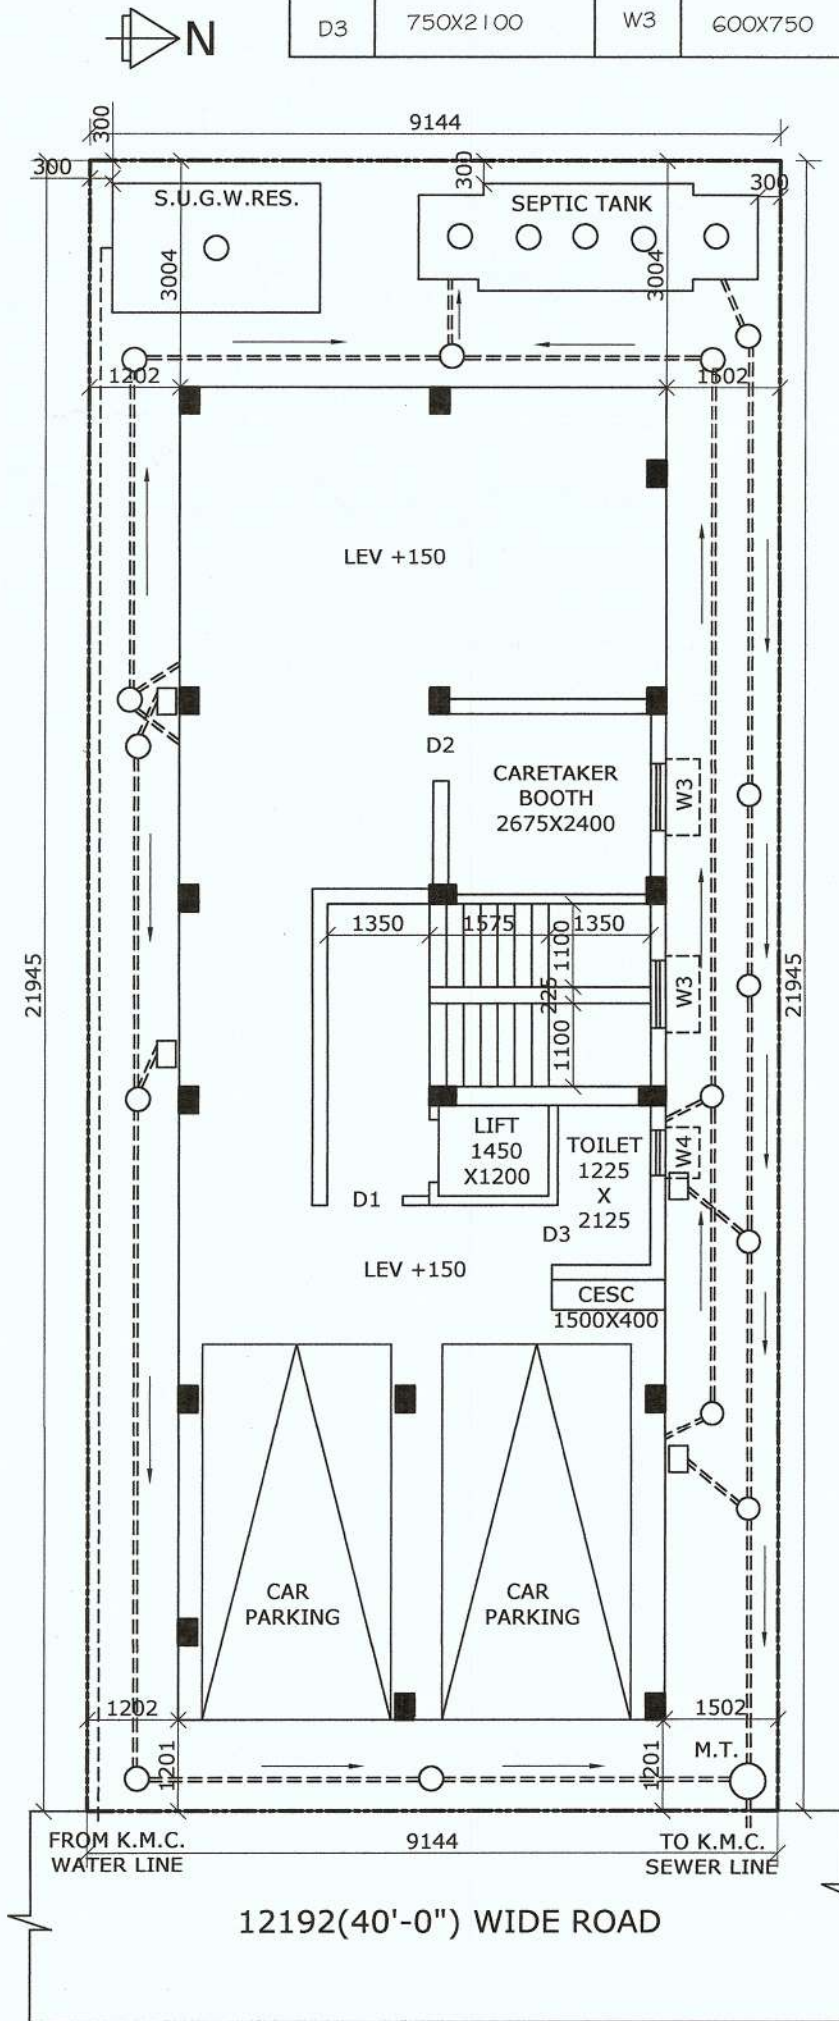 N
D3 750X2100 W3 600X750
9144
300
300
300
300
S.U.G.W.RES.
SEPTIC TANK
3004
3004
1202
1502
LEV +150
D2
CARETAKER
BOOTH
2675X2400
W3
1350
1575
1350
1100
225
1100
W3
21945
21945
LIFT
1450
X1200
TOILET
1225
X
2125
W4
D1
D3
LEV +150
CESC
1500X400
CAR
PARKING
CAR
PARKING
1202
1502
1201
1201
M.T.
FROM K.M.C.
WATER LINE
9144
TO K.M.C.
SEWER LINE
12192(40'-0") WIDE ROAD